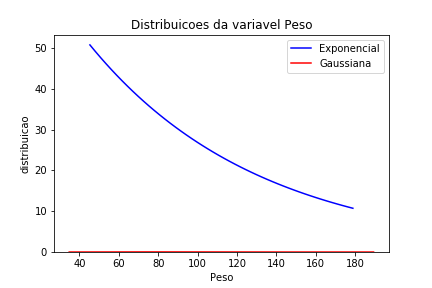 Distribuicoes da variavel Peso
Exponencial
Gaussiana
distribuicao
50
40
30
20
10
0
40 60 80 100 120 140 160 180
Peso